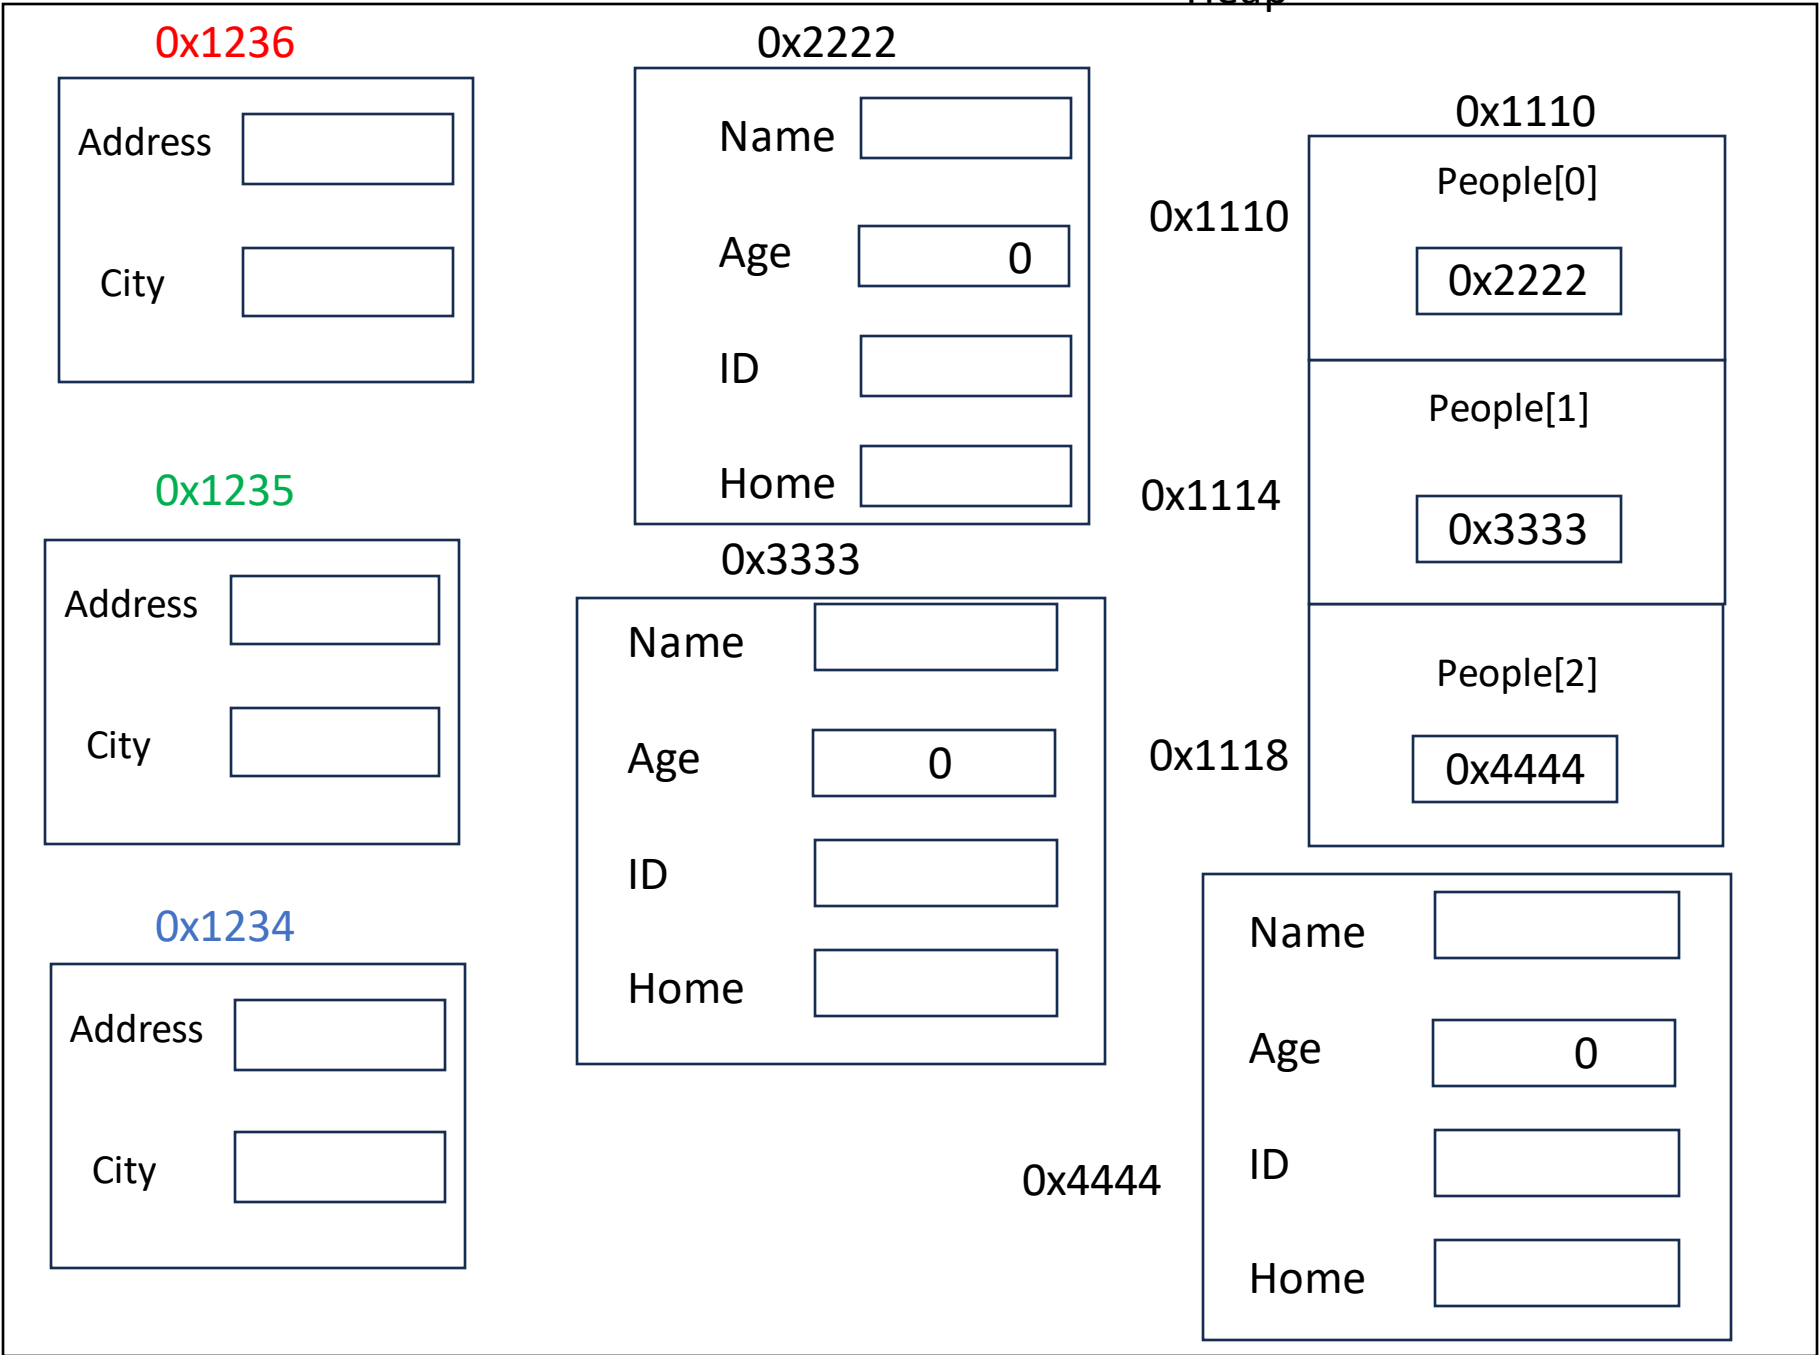 0x1236
Address
City
0x1235
Address
City
0x1234
Address
City
0x2222
Name
Age 0
ID
Home
0x3333
Name
Age 0
ID
Home
0x1110
0x1110
People[0]
0x2222
0x1114
People[1]
0x3333
0x1118
People[2]
0x4444
0x4444
Name
Age 0
ID
Home